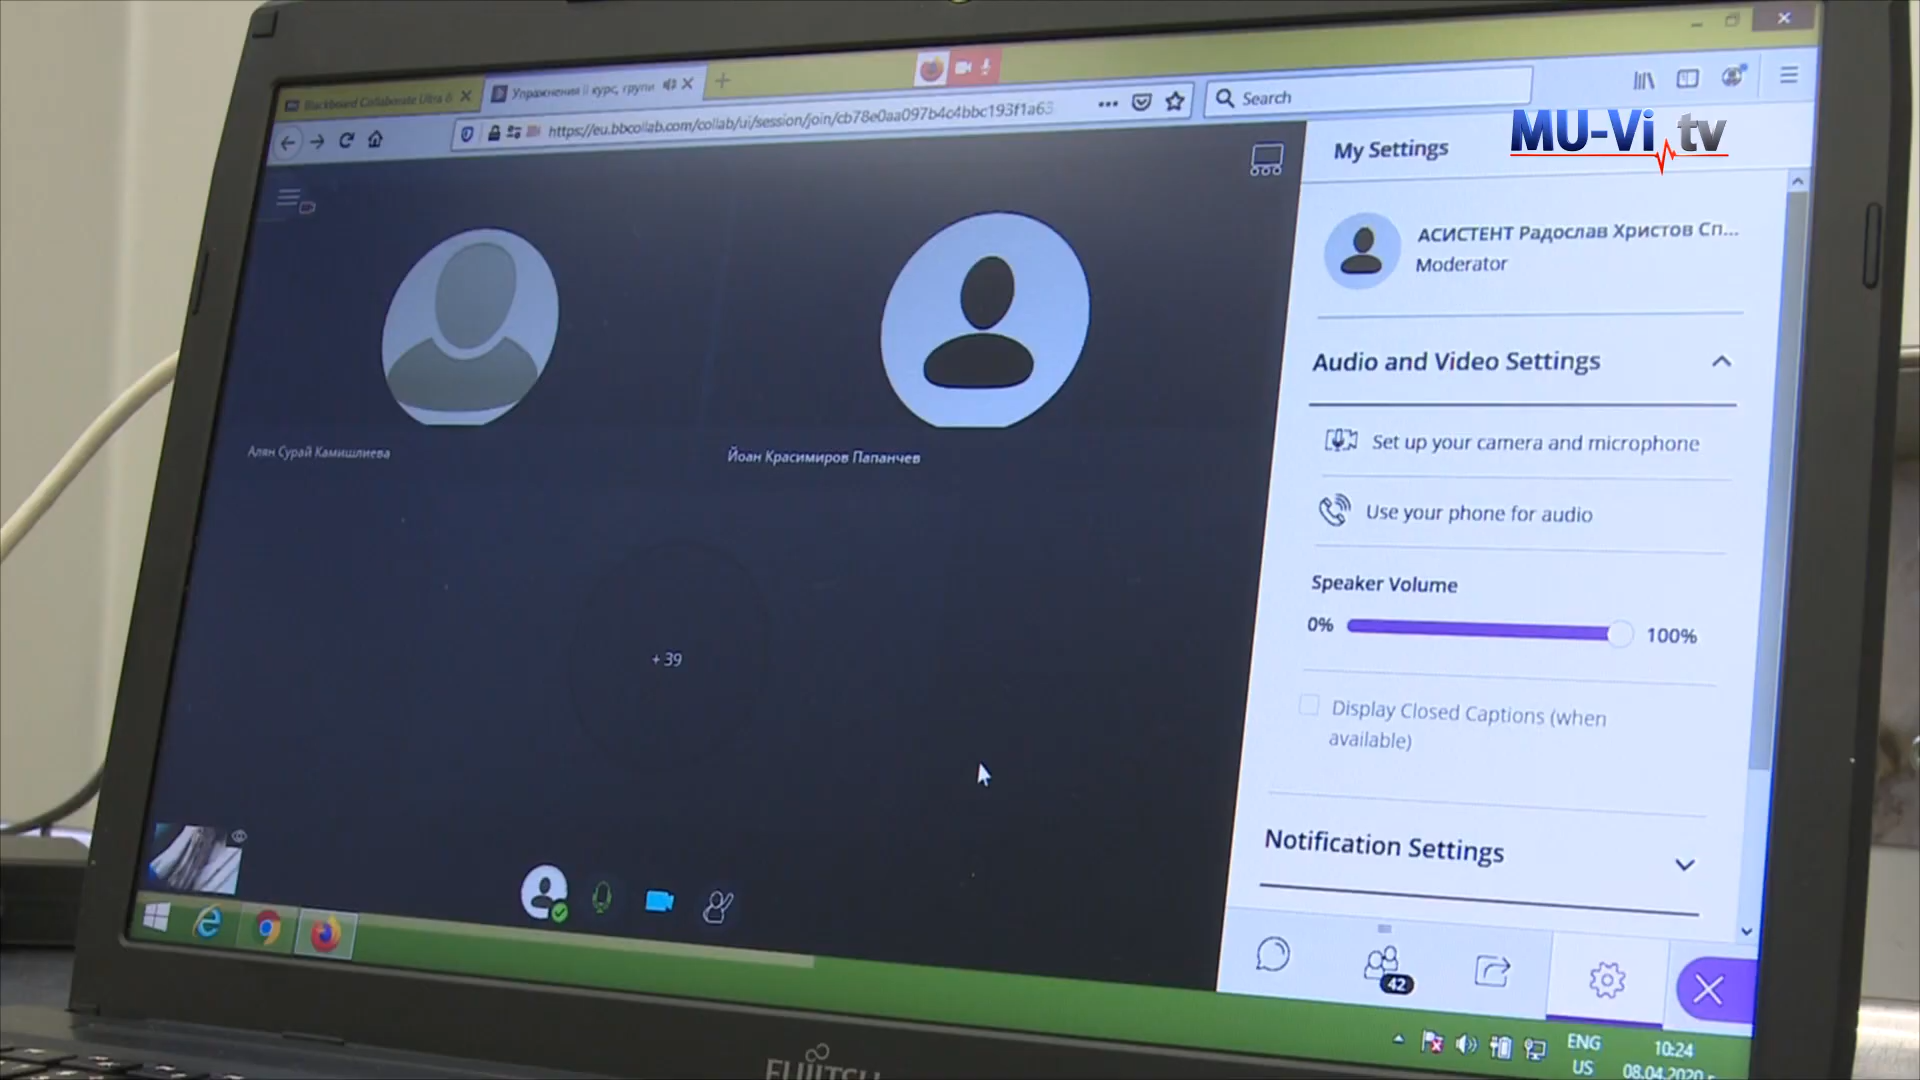 Blackboard Collaborate Ultra
Упражнения II курс, групи
https://eu.bbcollab.com/collab/ui/session/join/cb78e0aa097b4c4bbc193f1a63
Search
MU-Vi.tv
My Settings
АСИСТЕНТ Радослав Христов Сп...
Moderator
Audio and Video Settings
Set up your camera and microphone
Use your phone for audio
Speaker Volume
0%
100%
Display Closed Captions (when
available)
Notification Settings
Алян Сурай Камишлиева
Йоан Красимиров Папанчев
+ 39
42
ENG
US
10:24
08.04.2020 г.
FUJITSU